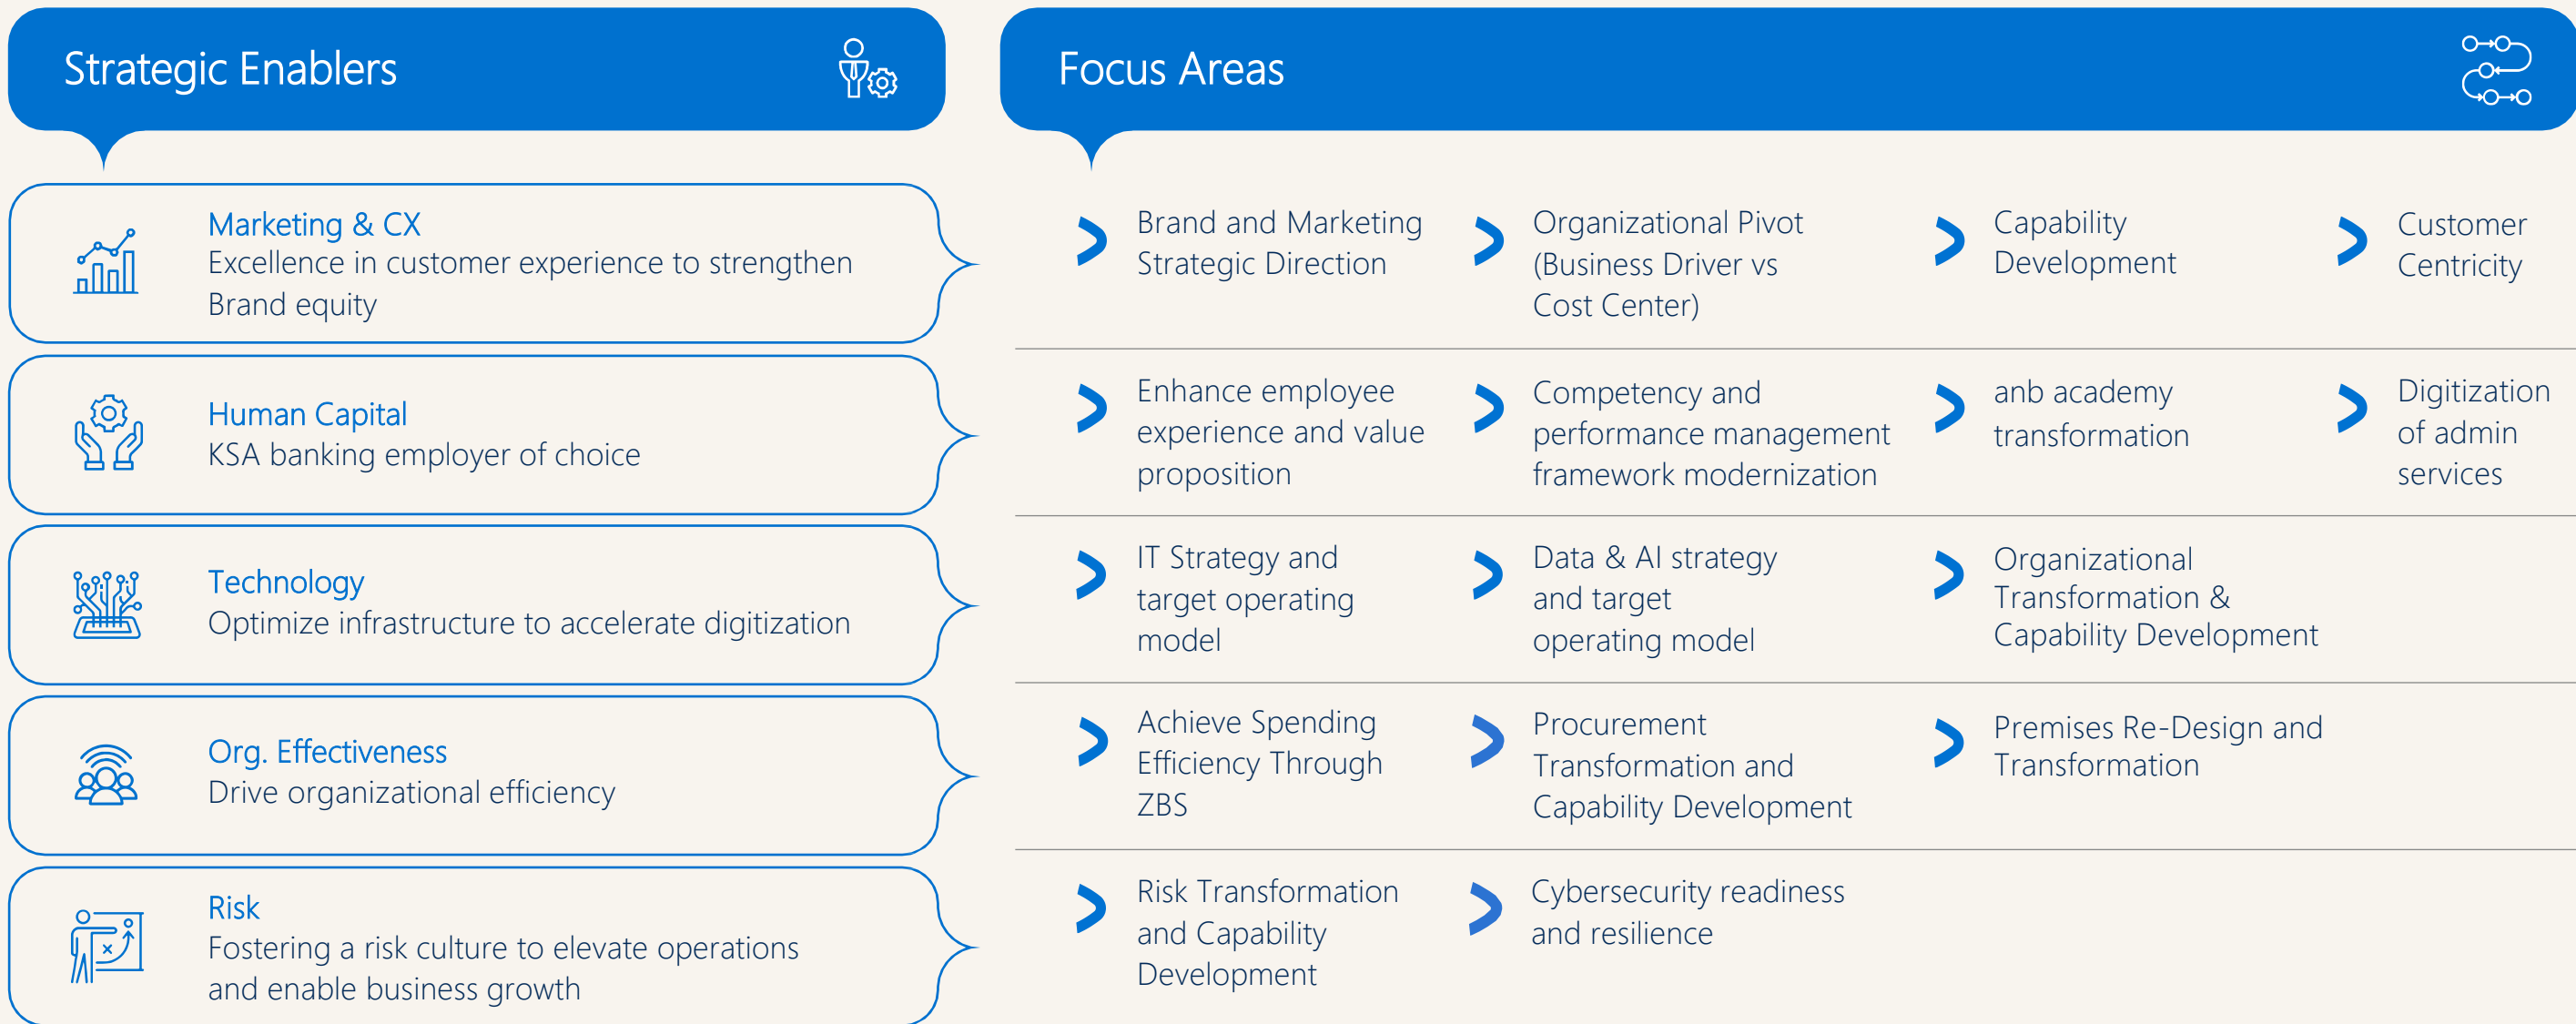 Strategic Enablers
Focus Areas
Marketing & CX
Excellence in customer experience to strengthen
Brand equity
Brand and Marketing
Strategic Direction
Organizational Pivot
(Business Driver vs
Cost Center)
Capability
Development
Customer
Centricity
Human Capital
KSA banking employer of choice
Enhance employee
experience and value
proposition
Competency and
performance management
framework modernization
anb academy
transformation
Digitization
of admin
services
Technology
Optimize infrastructure to accelerate digitization
IT Strategy and
target operating
model
Data & AI strategy
and target
operating model
Organizational
Transformation &
Capability Development
Org. Effectiveness
Drive organizational efficiency
Achieve Spending
Efficiency Through
ZBS
Procurement
Transformation and
Capability Development
Premises Re-Design and
Transformation
Risk
Fostering a risk culture to elevate operations
and enable business growth
Risk Transformation
and Capability
Development
Cybersecurity readiness
and resilience